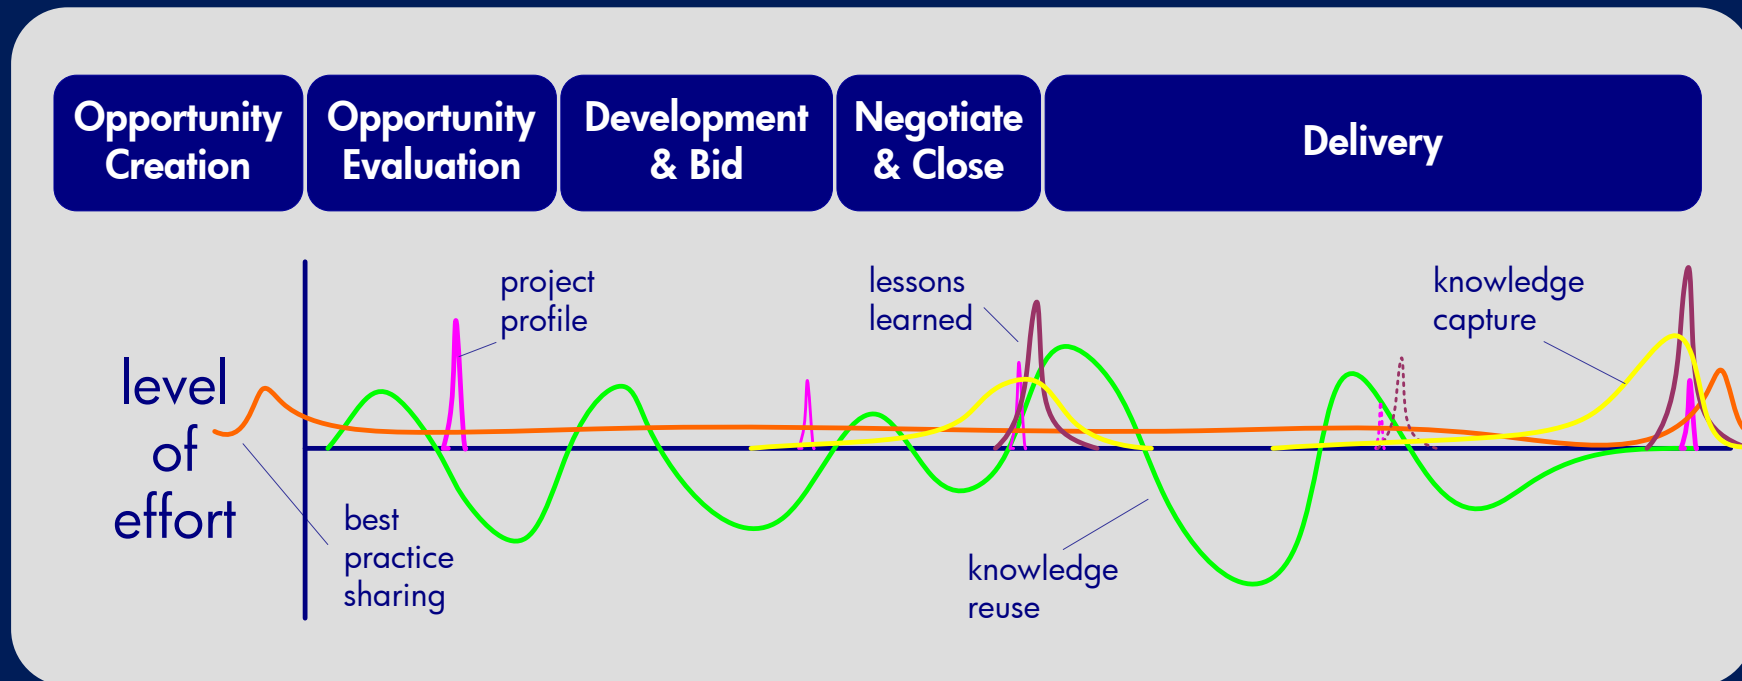 Opportunity
Creation
Opportunity
Evaluation
Development
& Bid
Negotiate
& Close
Delivery
project
profile
lessons
learned
knowledge
capture
level
of
effort
best
practice
sharing
knowledge
reuse